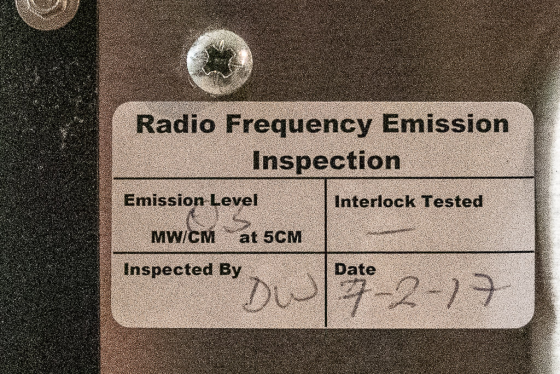 Radio Frequency Emission
Inspection
Emission Level
MW/CM at 5CM
Interlock Tested
—
Inspected By
DW
Date
7-2-17